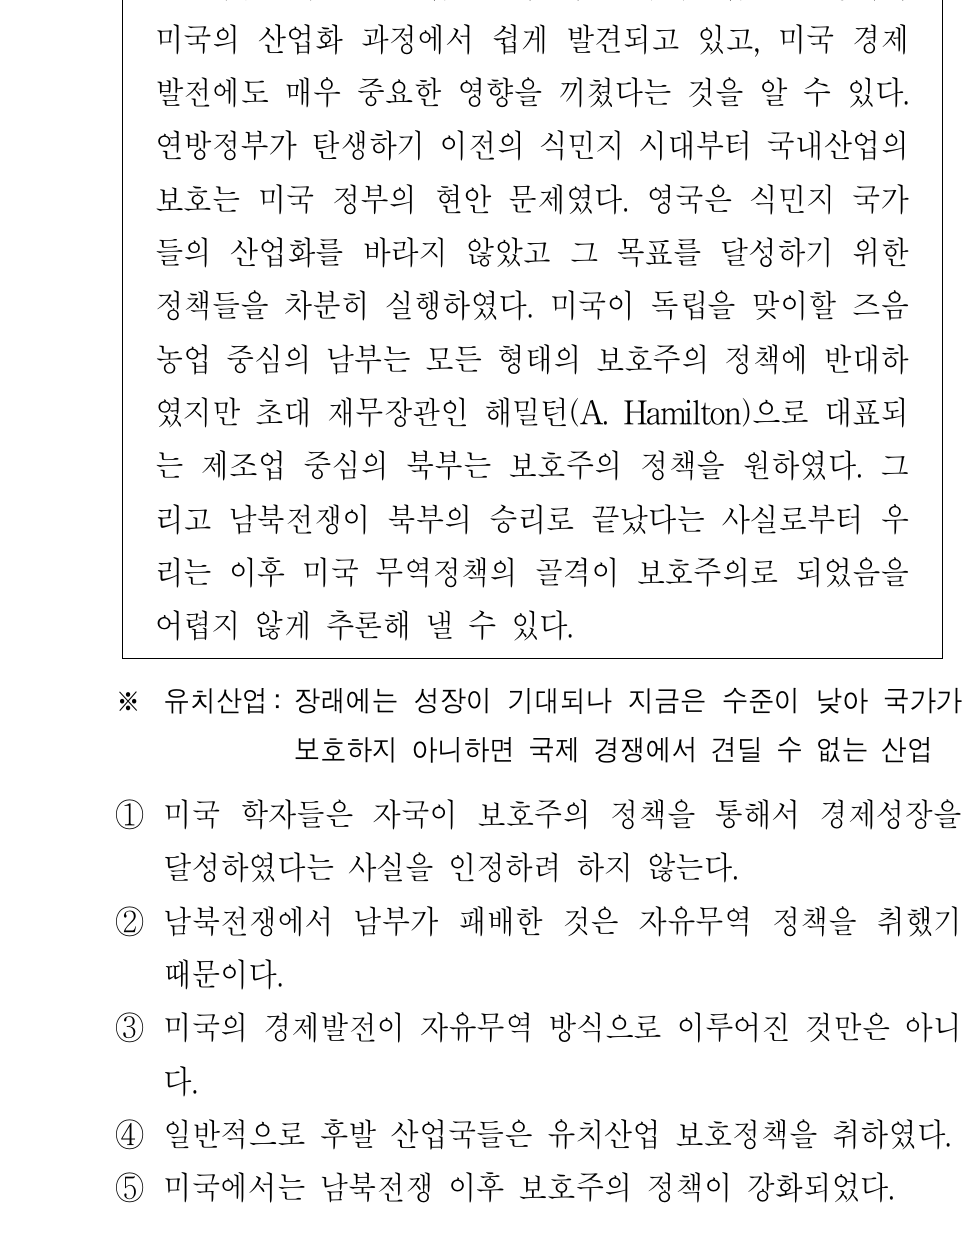 미국의 산업화 과정에서 쉽게 발견되고 있고, 미국 경제
발전에도 매우 중요한 영향을 끼쳤다는 것을 알 수 있다.
연방정부가 탄생하기 이전의 식민지 시대부터 국내산업의
보호는 미국 정부의 현안 문제였다. 영국은 식민지 국가
들의 산업화를 바라지 않았고 그 목표를 달성하기 위한
정책들을 차분히 실행하였다. 미국이 독립을 맞이할 즈음
농업 중심의 남부는 모든 형태의 보호주의 정책에 반대하
였지만 초대 재무장관인 해밀턴(A. Hamilton)으로 대표되
는 제조업 중심의 북부는 보호주의 정책을 원하였다. 그
리고 남북전쟁이 북부의 승리로 끝났다는 사실로부터 우
리는 이후 미국 무역정책의 골격이 보호주의로 되었음을
어렵지 않게 추론해 낼 수 있다.
※ 유치산업 : 장래에는 성장이 기대되나 지금은 수준이 낮아 국가가
보호하지 아니하면 국제 경쟁에서 견딜 수 없는 산업
① 미국 학자들은 자국이 보호주의 정책을 통해서 경제성장을
달성하였다는 사실을 인정하려 하지 않는다.
② 남북전쟁에서 남부가 패배한 것은 자유무역 정책을 취했기
때문이다.
③ 미국의 경제발전이 자유무역 방식으로 이루어진 것만은 아니
다.
④ 일반적으로 후발 산업국들은 유치산업 보호정책을 취하였다.
⑤ 미국에서는 남북전쟁 이후 보호주의 정책이 강화되었다.